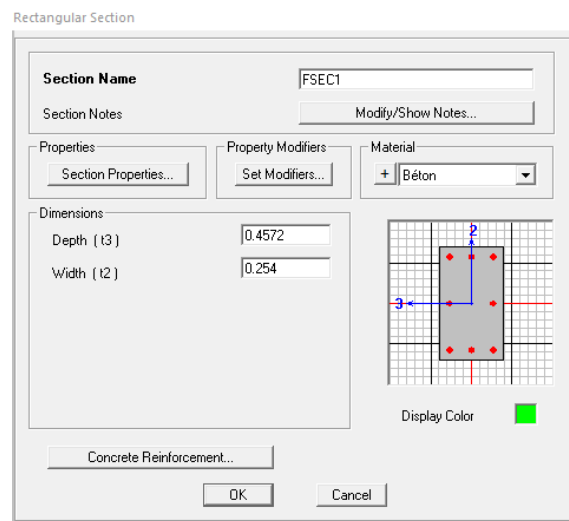 Rectangular Section
Section Name FSEC1
Section Notes Modify/Show Notes...
Properties Property Modifiers Material
Section Properties... Set Modifiers... + Béton
Dimensions
Depth ( t3 ) 0.4572
Width ( t2 ) 0.254
2
3
Display Color
Concrete Reinforcement...
OK Cancel